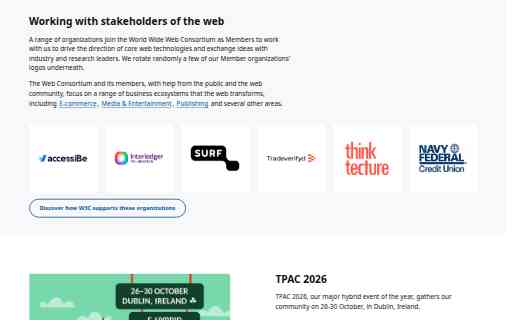 Working with stakeholders of the web
A range of organizations join the World Wide Web Consortium as Members to work
with us to drive the direction of core web technologies and exchange ideas with
industry and research leaders. We rotate randomly a few of our Member organizations'
logos underneath.
The Web Consortium and its members, with help from the public and the web
community, focus on a range of business ecosystems that the web transforms,
including E-commerce, Media & Entertainment, Publishing and several other areas.
accessiBe
Interledger
SURF
Tradeverifyd
think
tecture
NAVY
FEDERAL
Credit Union
Discover how W3C supports these organizations
26–30 OCTOBER
DUBLIN, IRELAND
TPAC 2026
TPAC 2026, our major hybrid event of the year, gathers our
community on 26-30 October, in Dublin, Ireland.